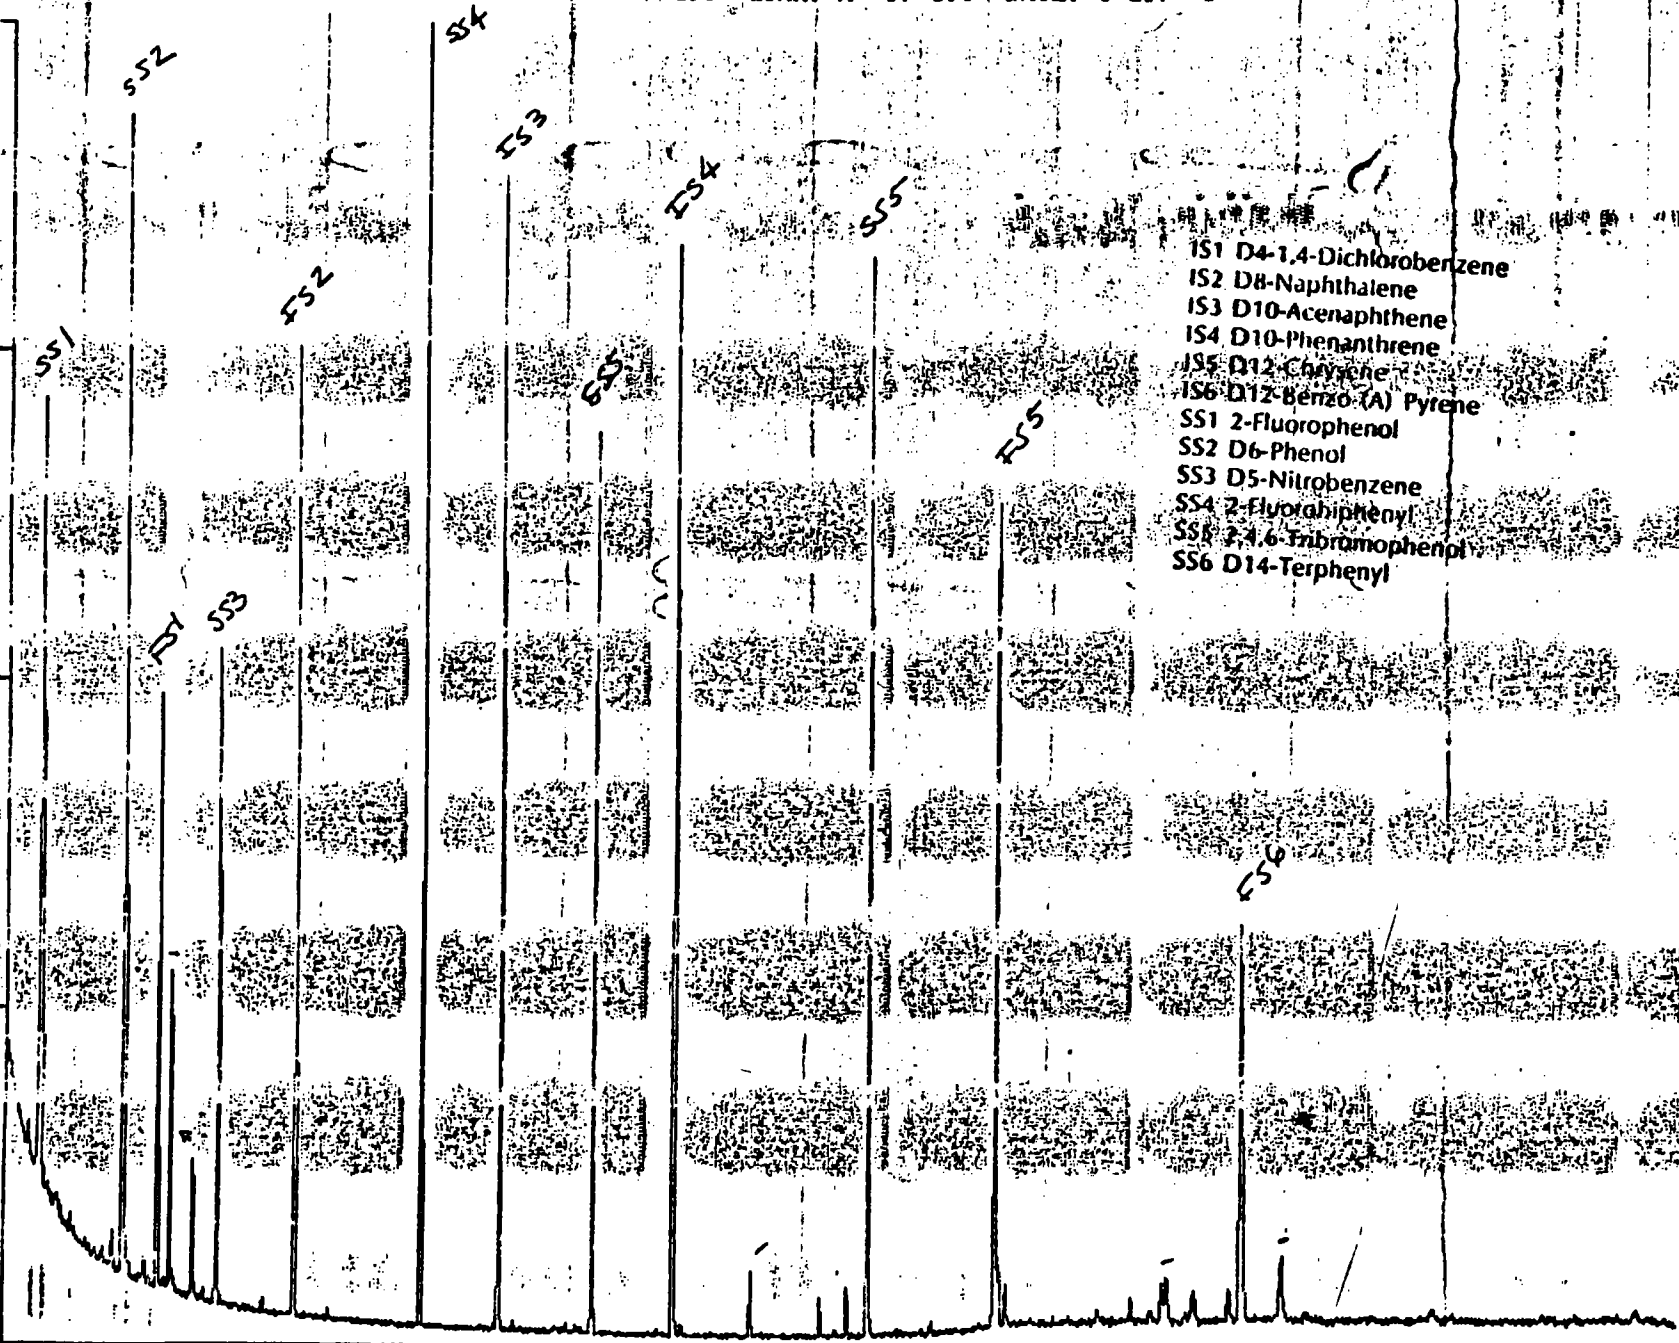 SS4
SS2
IS3
IS4
SS5
IS2
SS1
IS5
IS1
SS3
IS6
IS1 D4-1,4-Dichlorobenzene
IS2 D8-Naphthalene
IS3 D10-Acenaphthene
IS4 D10-Phenanthrene
IS5 D12-Chrysene
IS6 D12-Benzo (A) Pyrene
SS1 2-Fluorophenol
SS2 D6-Phenol
SS3 D5-Nitrobenzene
SS4 2-Fluorobiphenyl
SS5 2,4,6-Tribromophenol
SS6 D14-Terphenyl